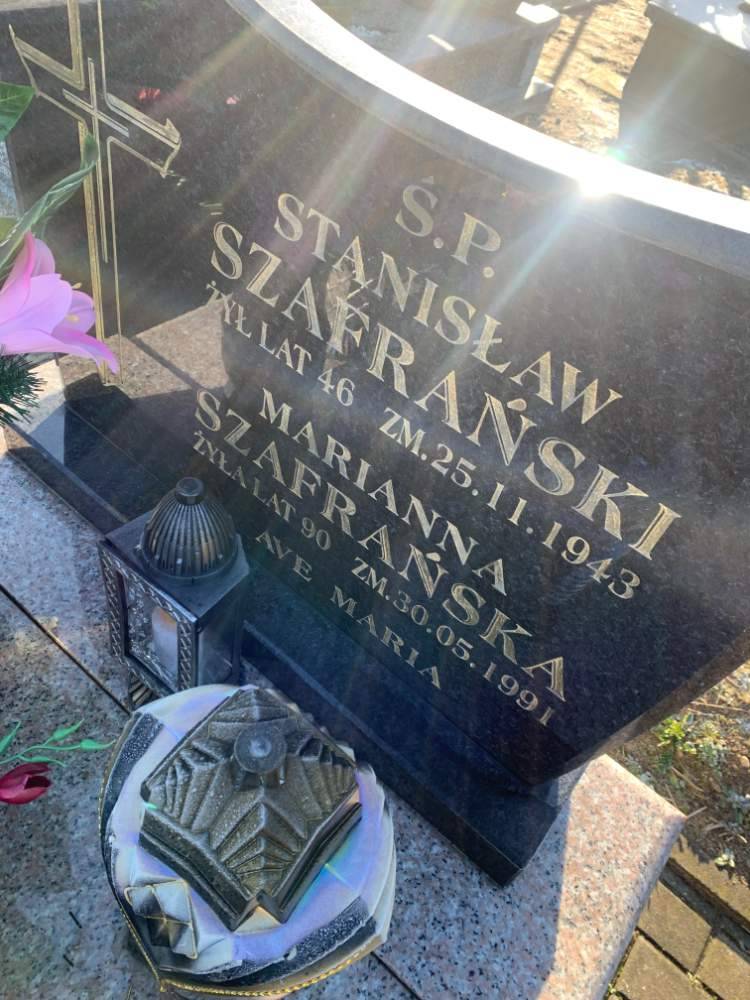 Ś.P.
STANISŁAW
SZAFRAŃSKI
ŻYŁ LAT 46 ZM.25.11.1943
MARIANNA
SZAFRAŃSKA
ŻYŁA LAT 90 ZM.30.05.1991
AVE MARIA